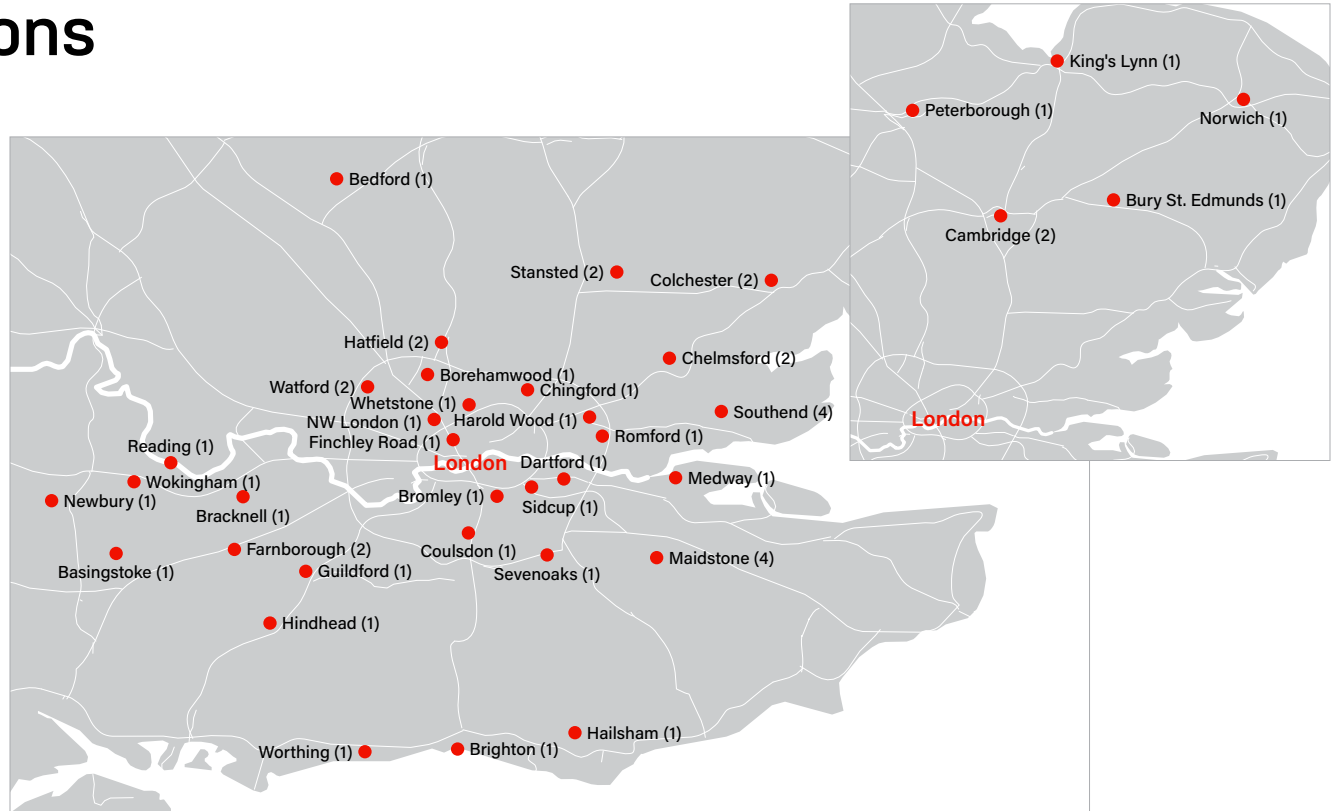 ons
King's Lynn (1)
Peterborough (1)
Norwich (1)
Bury St. Edmunds (1)
Cambridge (2)
London
Bedford (1)
Stansted (2)
Colchester (2)
Hatfield (2)
Chelmsford (2)
Borehamwood (1)
Watford (2)
Chingford (1)
Whetstone (1)
Southend (4)
NW London (1)
Harold Wood (1)
Romford (1)
Finchley Road (1)
Reading (1)
London
Dartford (1)
Medway (1)
Wokingham (1)
Newbury (1)
Bromley (1)
Sidcup (1)
Bracknell (1)
Farnborough (2)
Coulsdon (1)
Maidstone (4)
Basingstoke (1)
Guildford (1)
Sevenoaks (1)
Hindhead (1)
Hailsham (1)
Worthing (1)
Brighton (1)